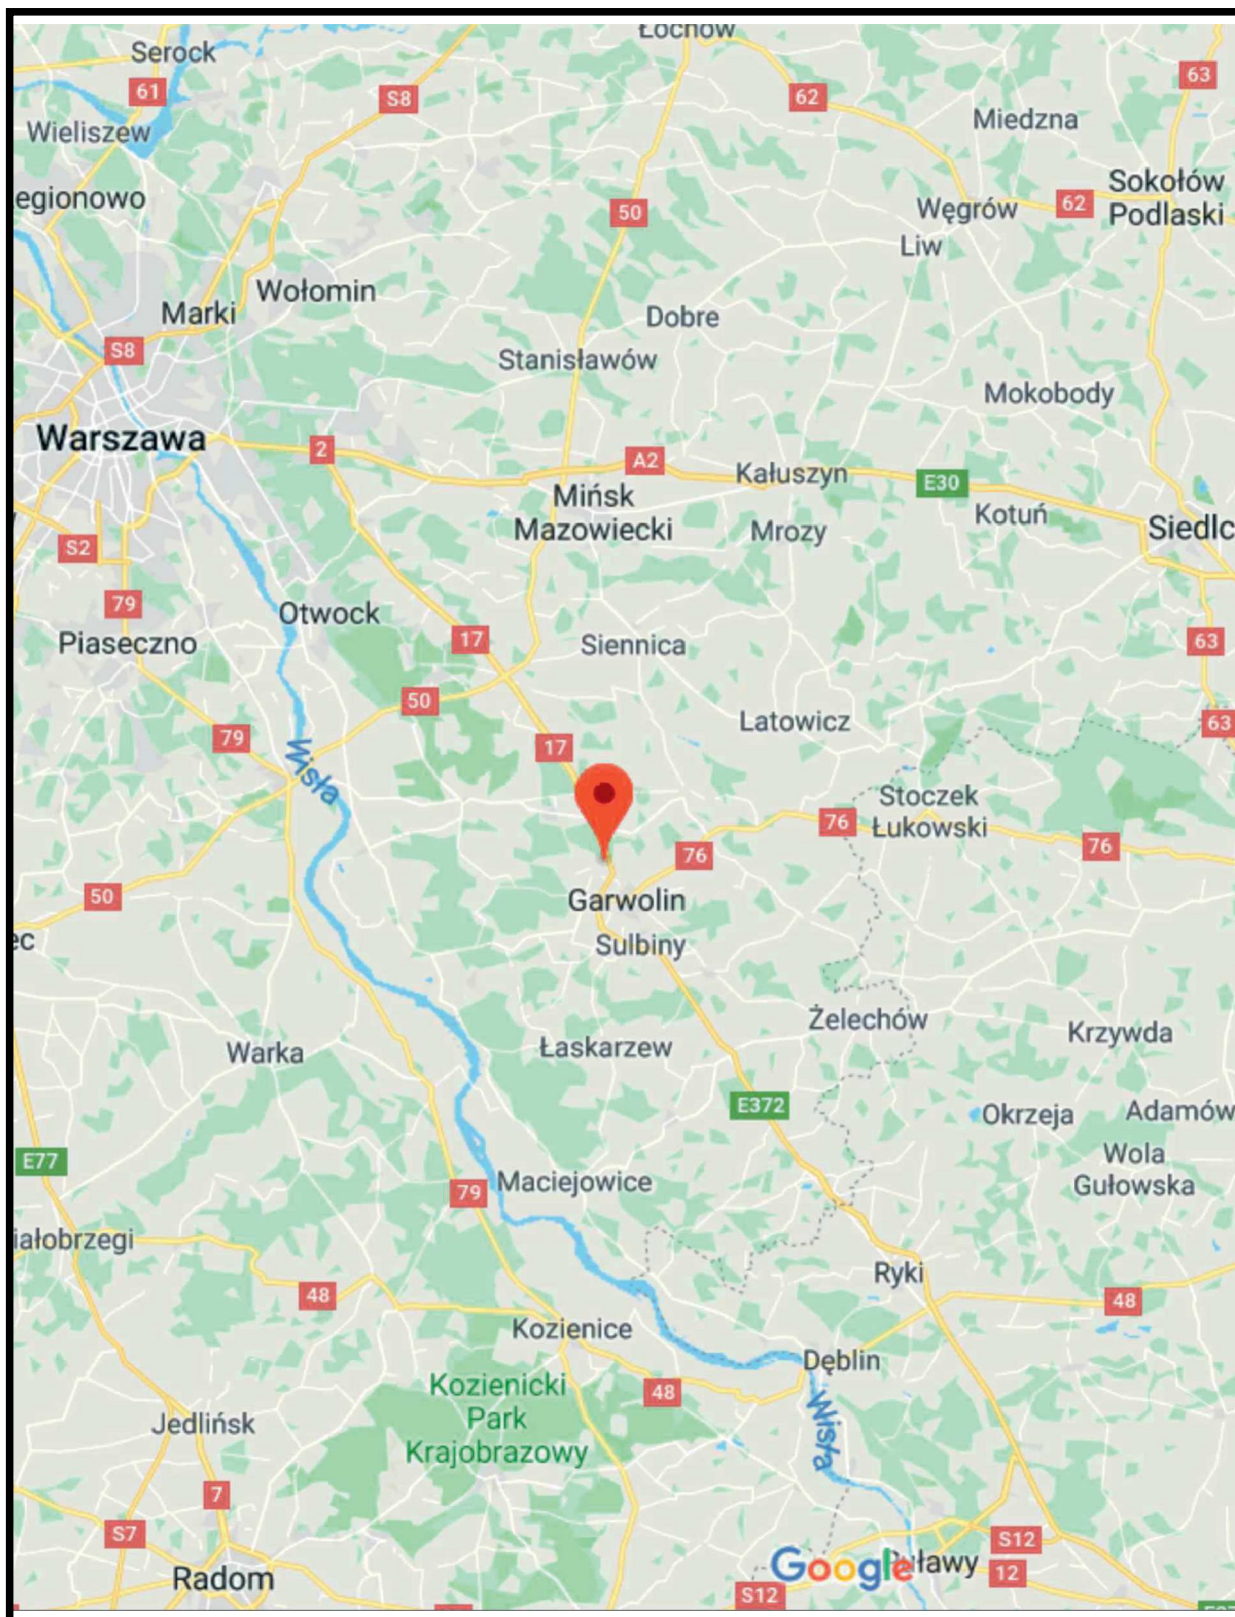 Łochów
Serock
61
S8
62
63
Miedzna
Wieliszew
Sokołów
Podlaski
egionowo
50
Węgrów
62
Liw
Wołomin
Marki
Dobre
S8
Stanisławów
Mokobody
Warszawa
2
A2
Kałuszyn
E30
Mińsk
Mazowiecki
Kotuń
Siedlc
Mrozy
S2
79
Otwock
Piaseczno
17
Siennica
63
50
Latowicz
63
79
17
Wisła
Stoczek
Łukowski
76
76
76
50
Garwolin
ec
Sulbiny
Żelechów
Krzywda
Warka
Łaskarzew
E372
Okrzeja
Adamów
E77
Wola
Gułowska
79
Maciejowice
iałobrzegi
Ryki
48
48
Kozienice
Dęblin
Kozienicki
Park
Krajobrazowy
48
Wisła
Jedlińsk
7
S7
S12
Google
Puławy
12
Radom
S12